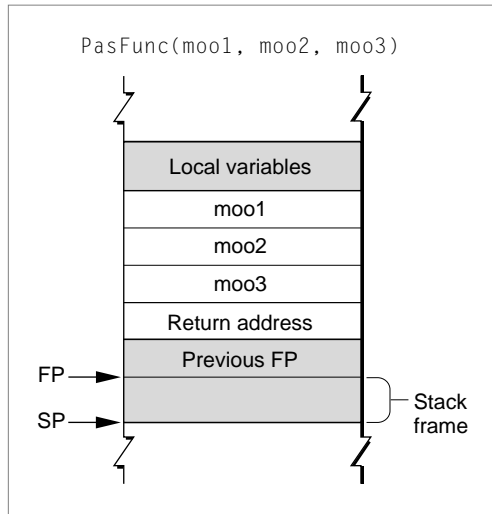 PasFunc(moo1, moo2, moo3)
Local variables
moo1
moo2
moo3
Return address
Previous FP
FP
SP
Stack
frame